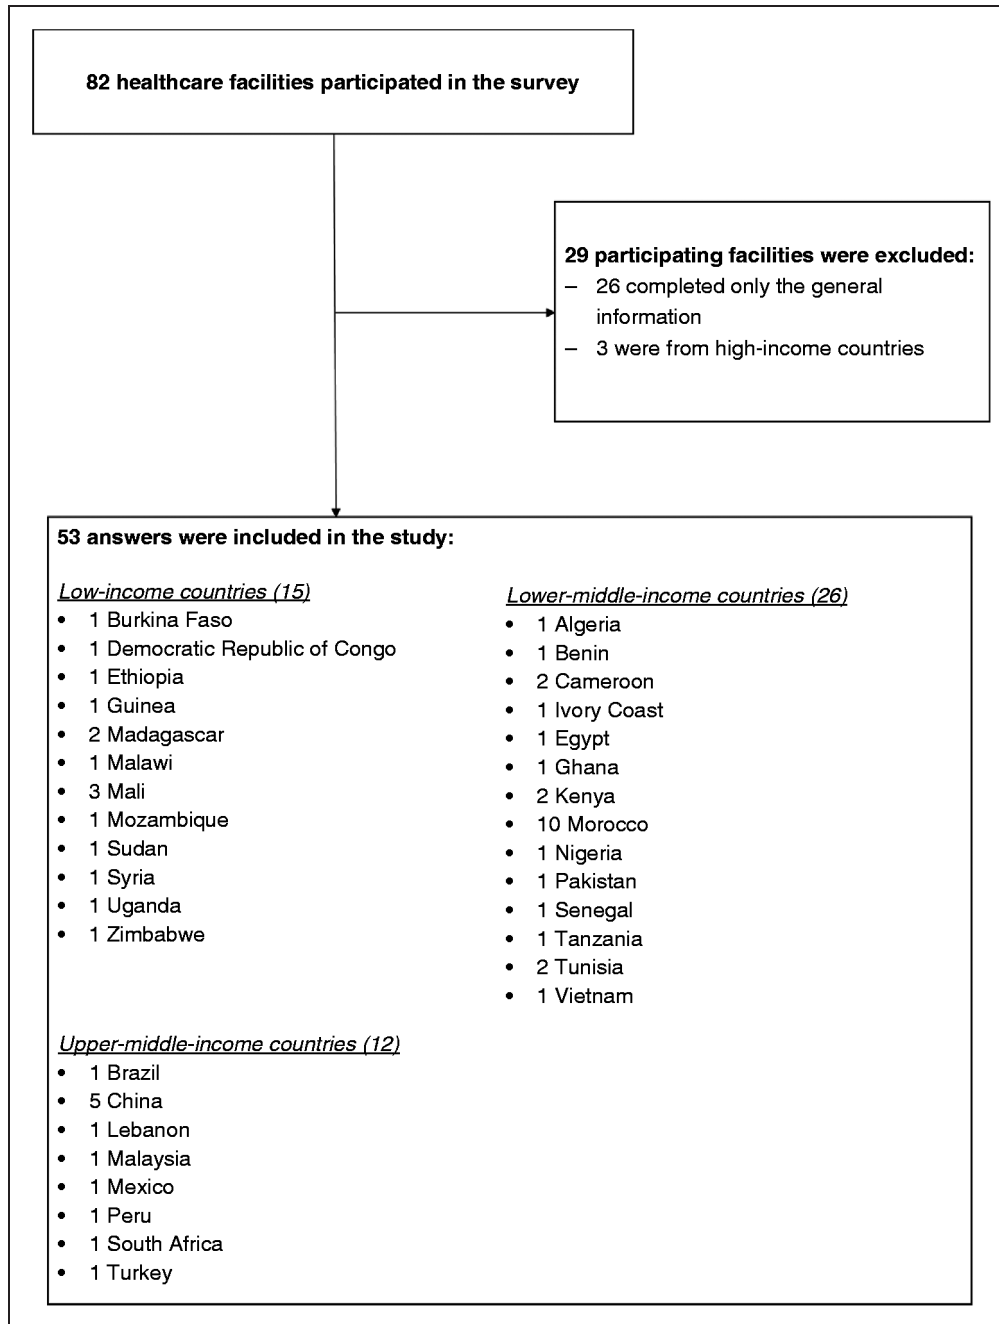 82 healthcare facilities participated in the survey
29 participating facilities were excluded:
– 26 completed only the general
information
– 3 were from high-income countries
53 answers were included in the study:
Low-income countries (15)
• 1 Burkina Faso
• 1 Democratic Republic of Congo
• 1 Ethiopia
• 1 Guinea
• 2 Madagascar
• 1 Malawi
• 3 Mali
• 1 Mozambique
• 1 Sudan
• 1 Syria
• 1 Uganda
• 1 Zimbabwe
Lower-middle-income countries (26)
• 1 Algeria
• 1 Benin
• 2 Cameroon
• 1 Ivory Coast
• 1 Egypt
• 1 Ghana
• 2 Kenya
• 10 Morocco
• 1 Nigeria
• 1 Pakistan
• 1 Senegal
• 1 Tanzania
• 2 Tunisia
• 1 Vietnam
Upper-middle-income countries (12)
• 1 Brazil
• 5 China
• 1 Lebanon
• 1 Malaysia
• 1 Mexico
• 1 Peru
• 1 South Africa
• 1 Turkey